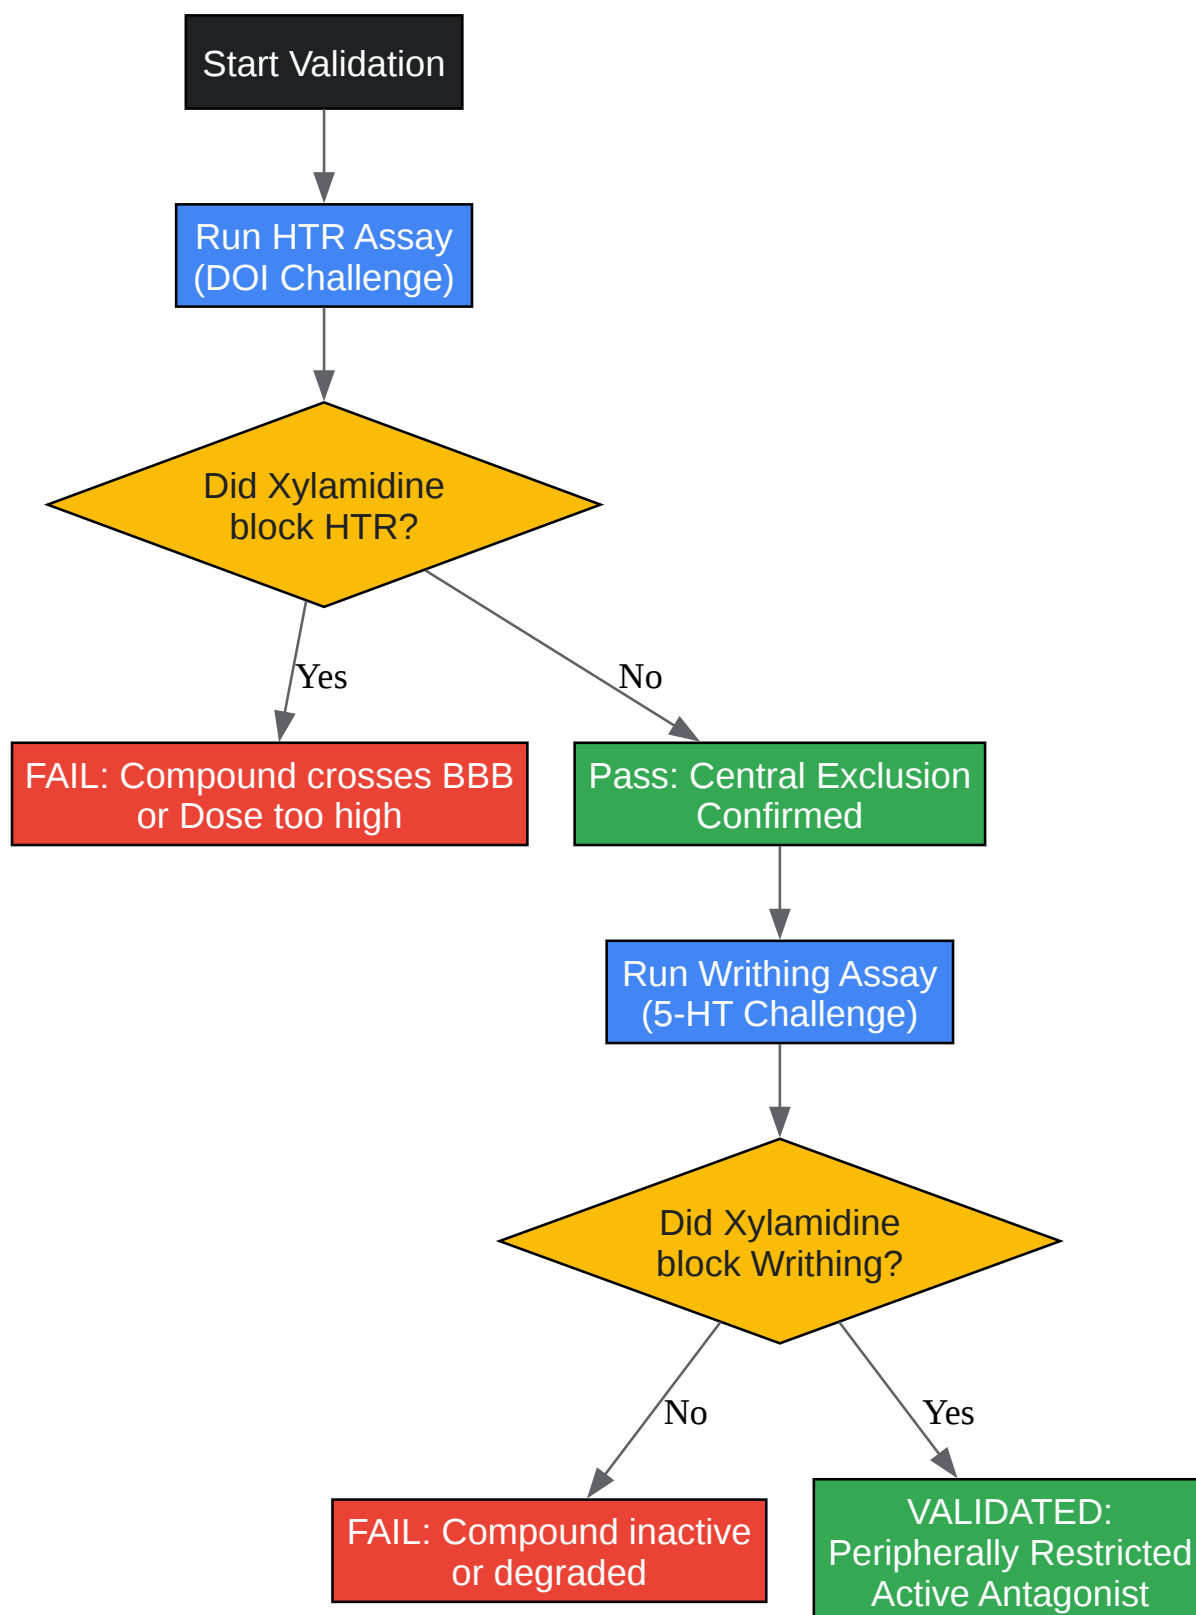 Start Validation
Run HTR Assay
(DOI Challenge)
Did Xylamidine
block HTR?
Yes
No
FAIL: Compound crosses BBB
or Dose too high
Pass: Central Exclusion
Confirmed
Run Writhing Assay
(5-HT Challenge)
Did Xylamidine
block Writhing?
No
Yes
FAIL: Compound inactive
or degraded
VALIDATED:
Peripherally Restricted
Active Antagonist